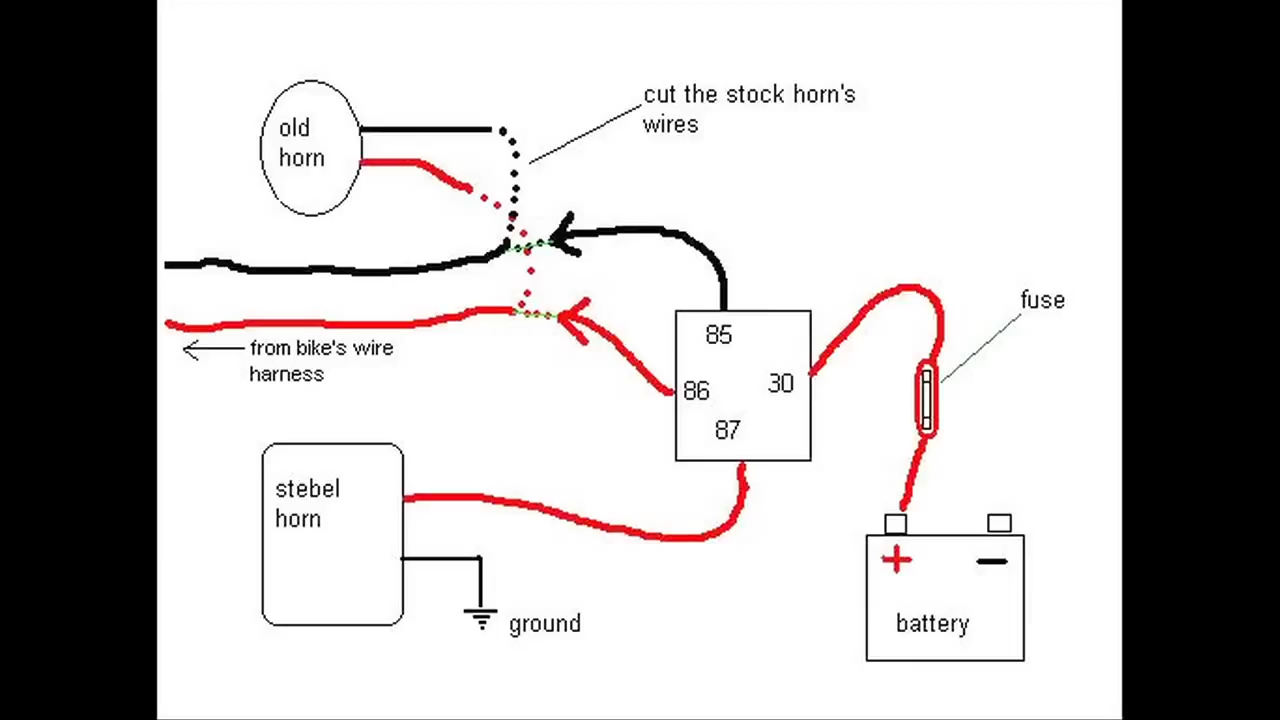 cut the stock horn's
wires
old
horn
from bike's wire
harness
fuse
85
86
30
87
stebel
horn
ground
+
−
battery